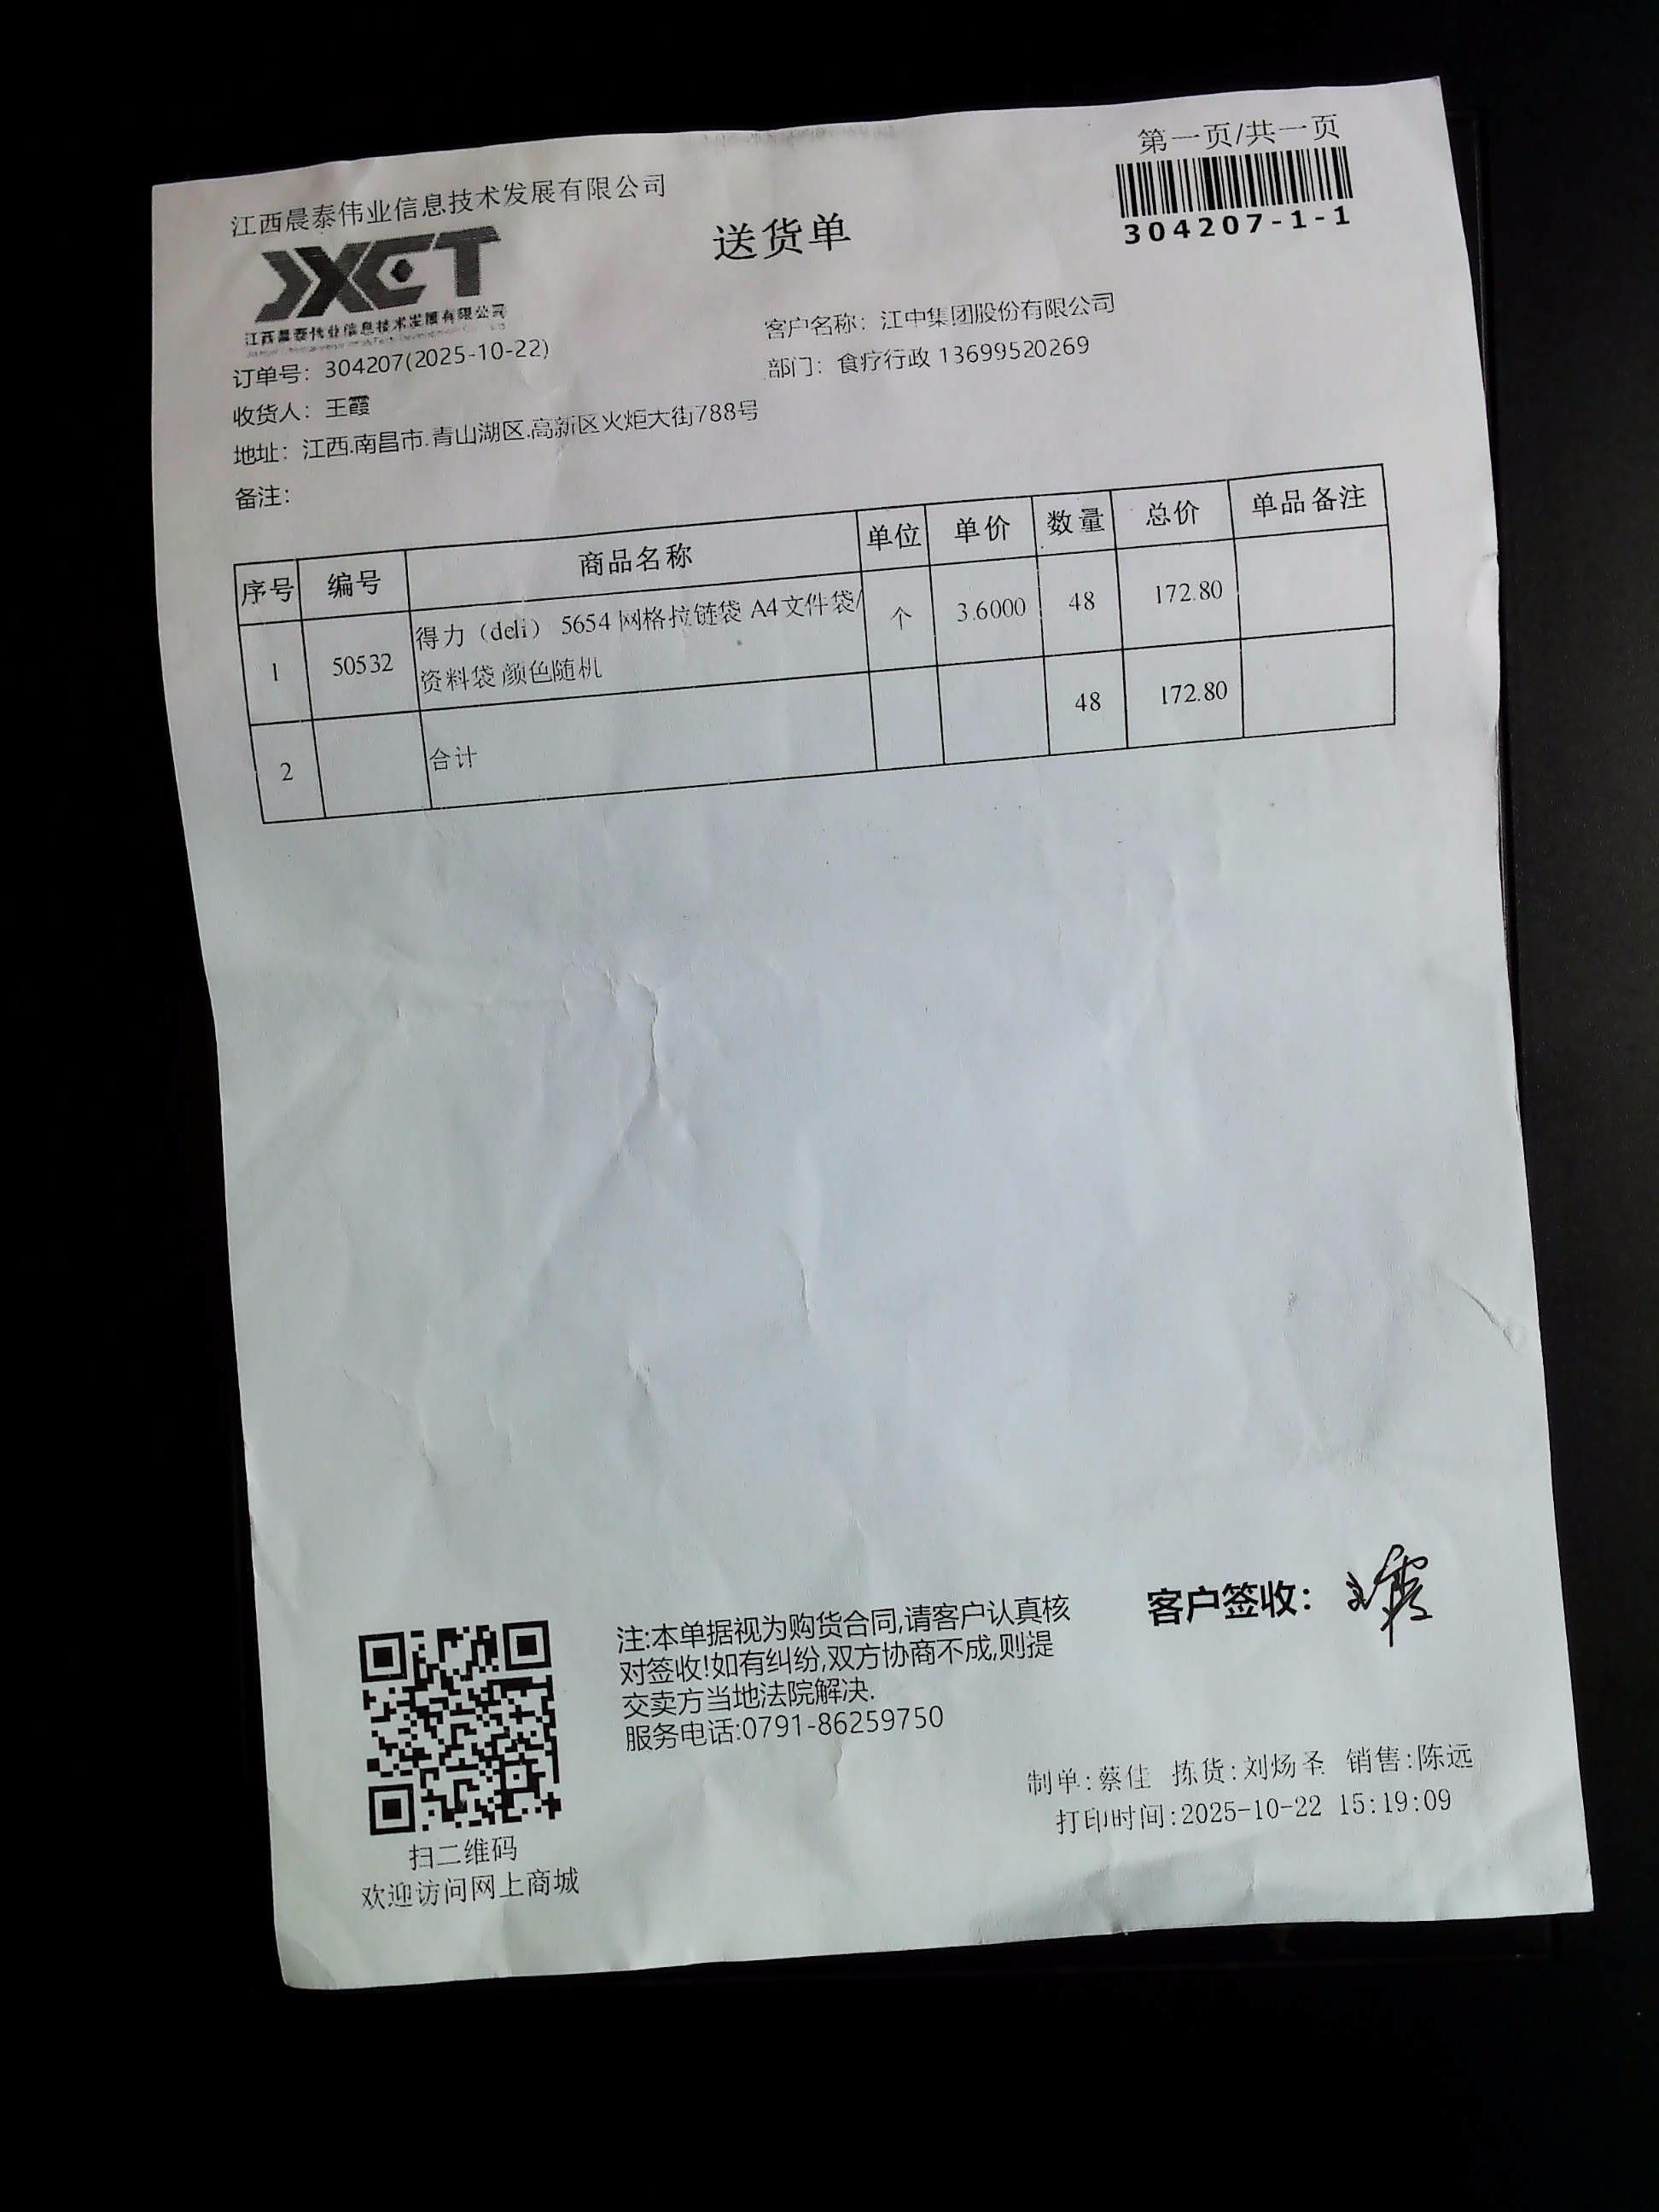 第一页/共一页
304207-1-1
江西晨泰伟业信息技术发展有限公司
送货单
JXCT
江西晨泰伟业信息技术发展有限公司
订单号：304207(2025-10-22)
客户名称：江中集团股份有限公司
收货人：王霞
部门：食疗行政 13699520269
地址：江西.南昌市.青山湖区.高新区火炬大街788号
备注：
序号 编号 商品名称 单位 单价 数量 总价 单品备注
1 50532 得力（deli） 5654 网格拉链袋 A4文件袋/ 个 3.6000 48 172.80
资料袋 颜色随机
2 合计 48 172.80
客户签收：王霞
注:本单据视为购货合同,请客户认真核
对签收!如有纠纷,双方协商不成,则提
交卖方当地法院解决.
服务电话:0791-86259750
制单:蔡佳 拣货:刘炀圣 销售:陈远
打印时间:2025-10-22 15:19:09
扫二维码
欢迎访问网上商城